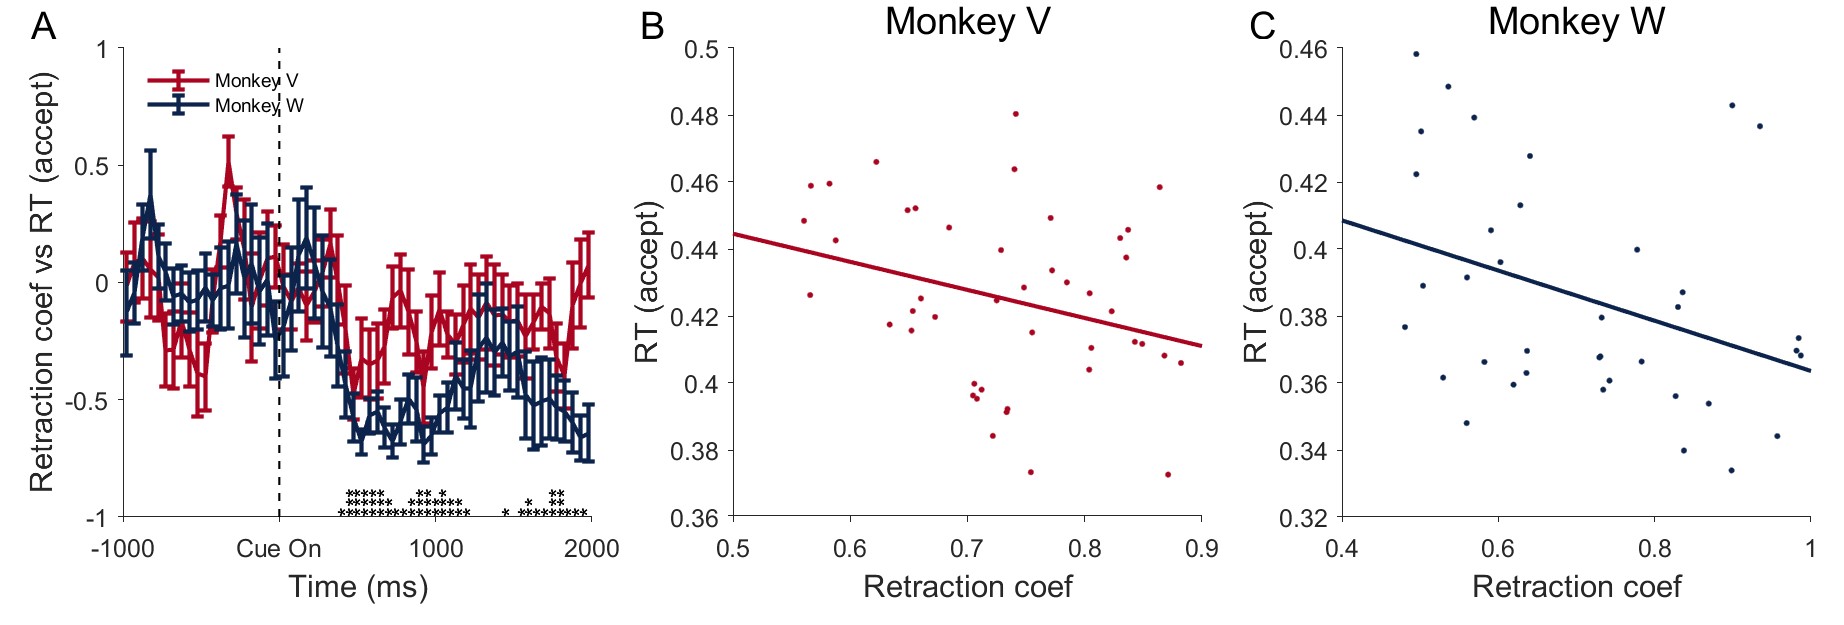 A
Retraction coef vs RT (accept)
1
0.5
0
-0.5
-1
Monkey V
Monkey W
-1000
Cue On
1000
2000
Time (ms)
B
Monkey V
RT (accept)
0.5
0.48
0.46
0.44
0.42
0.4
0.38
0.36
0.5
0.6
0.7
0.8
0.9
Retraction coef
C
Monkey W
RT (accept)
0.46
0.44
0.42
0.4
0.38
0.36
0.34
0.32
0.4
0.6
0.8
1
Retraction coef